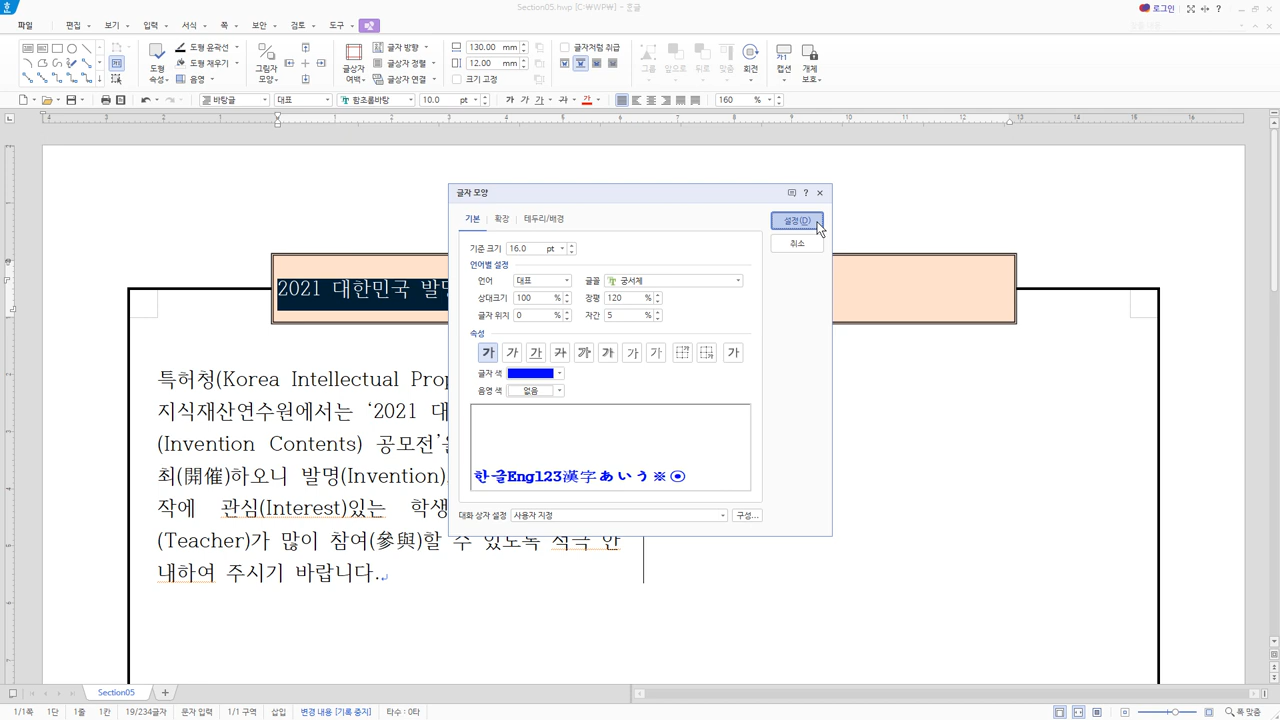 Section05.hwp [C:₩WP₩] - 한글
로그인
파일 편집 보기 입력 서식 쪽 보안 검토 도구
도형 속성
도형 윤곽선
도형 채우기
음영
그림자 모양
글상자 여백
글자 방향
글상자 정렬
글상자 연결
130.00 mm
12.00 mm
크기 고정
글자처럼 취급
그룹 앞으로 뒤로 맞춤 회전
캡션 개체 보호
바탕글 대표 함초롬바탕 10.0 pt 가 가 가 가 가 160 %
글자 모양
기본 확장 테두리/배경
설정(D)
취소
기준 크기 16.0 pt
언어별 설정
언어 대표 글꼴 궁서체
상대크기 100 % 장평 120 %
글자 위치 0 % 자간 5 %
속성
가 가 가 가 가 가 가 가 가
글자 색
음영 색 없음
한글Eng123漢字あいう※⊙
대화 상자 설정 사용자 지정 구성...
2021 대한민국 발명
특허청(Korea Intellectual Prop
지식재산연수원에서는 ‘2021 대
(Invention Contents) 공모전’을
최(開催)하오니 발명(Invention)
작에 관심(Interest)있는 학생
(Teacher)가 많이 참여(參與)할 수 있도록 적극 안
내하여 주시기 바랍니다.
Section05
1/1쪽 1단 1줄 1칸 19/234글자 문자 입력 1/1 구역 삽입 변경 내용 [기록 중지] 타수 : 0타 폭 맞춤